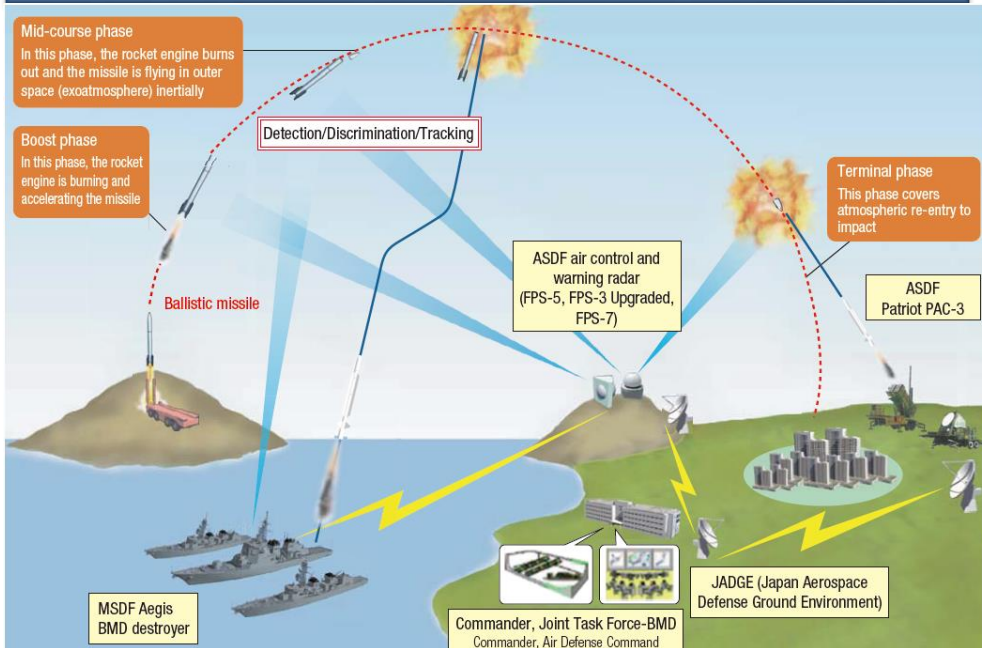 Mid-course phase
In this phase, the rocket engine burns
out and the missile is flying in outer
space (exoatmosphere) inertially
Boost phase
In this phase, the rocket
engine is burning and
accelerating the missile
Detection/Discrimination/Tracking
Terminal phase
This phase covers
atmospheric re-entry to
impact
ASDF air control and
warning radar
(FPS-5, FPS-3 Upgraded,
FPS-7)
ASDF
Patriot PAC-3
Ballistic missile
MSDF Aegis
BMD destroyer
JADGE (Japan Aerospace
Defense Ground Environment)
Commander, Joint Task Force-BMD
Commander, Air Defense Command